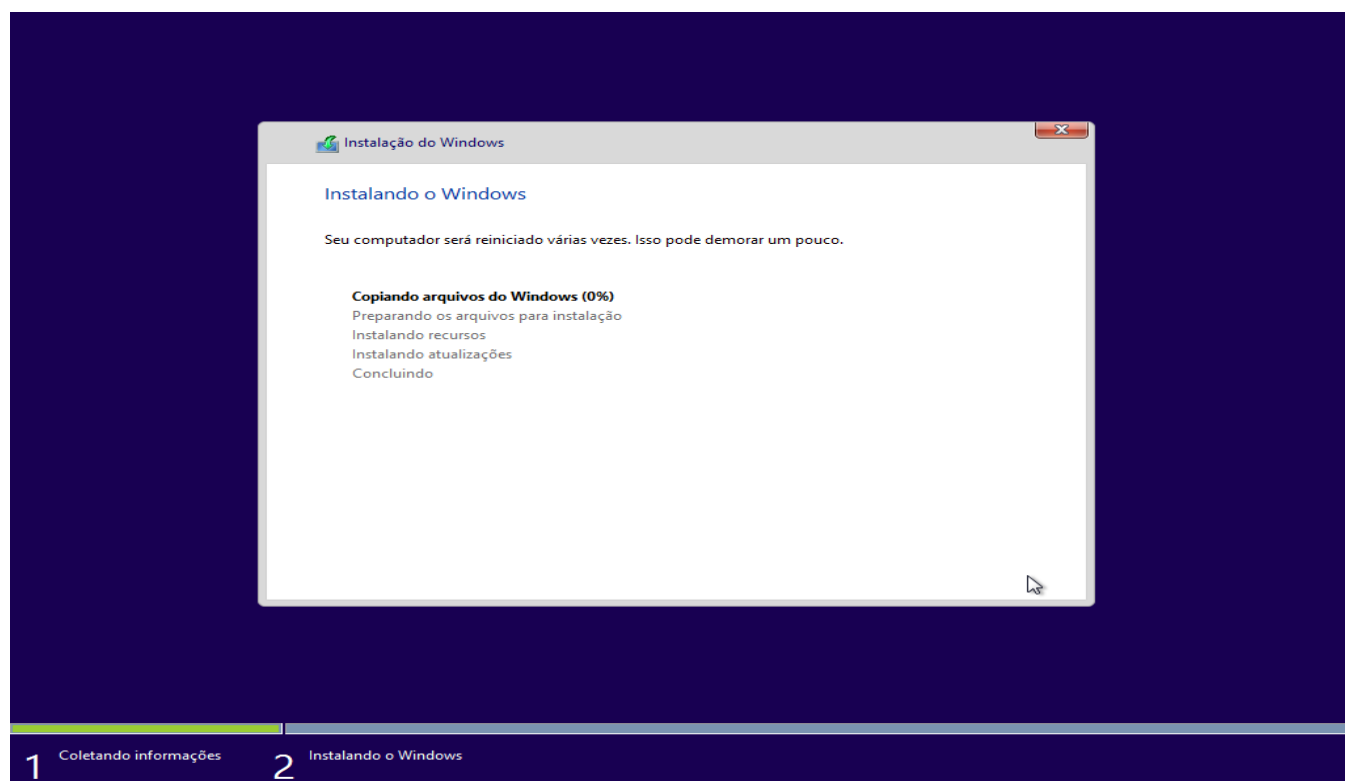 Instalação do Windows
Instalando o Windows
Seu computador será reiniciado várias vezes. Isso pode demorar um pouco.
Copiando arquivos do Windows (0%)
Preparando os arquivos para instalação
Instalando recursos
Instalando atualizações
Concluindo
1 Coletando informações
2 Instalando o Windows